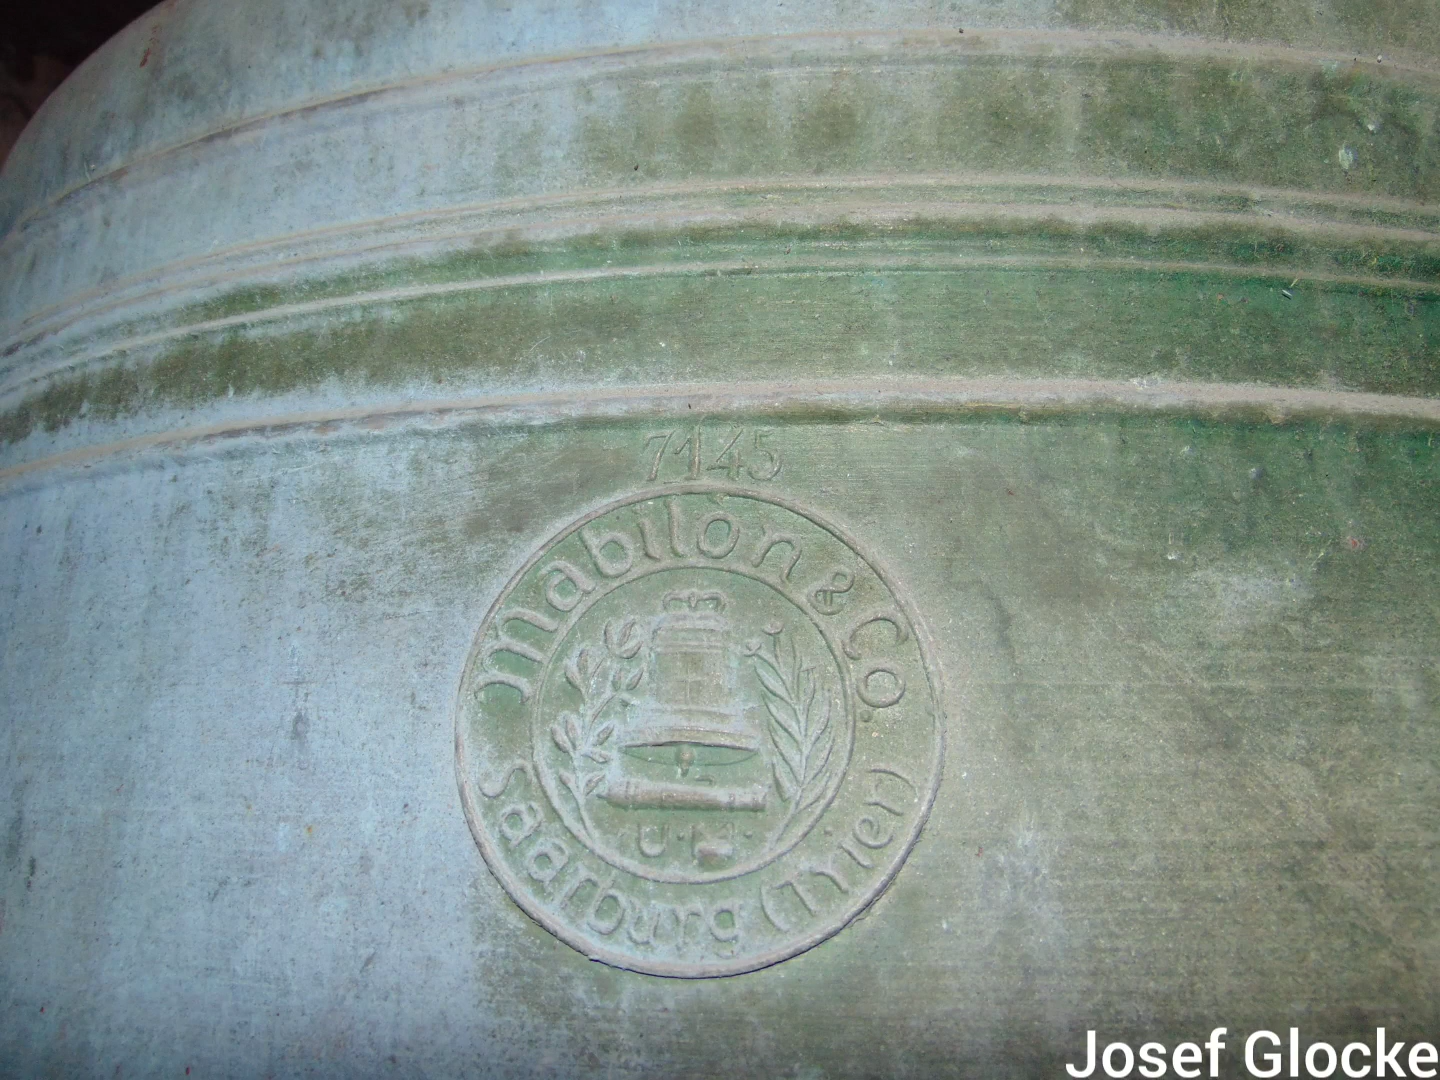 7145
Mabilon & Co.
Saarburg (Trier)
·U·M·
Josef Glocke